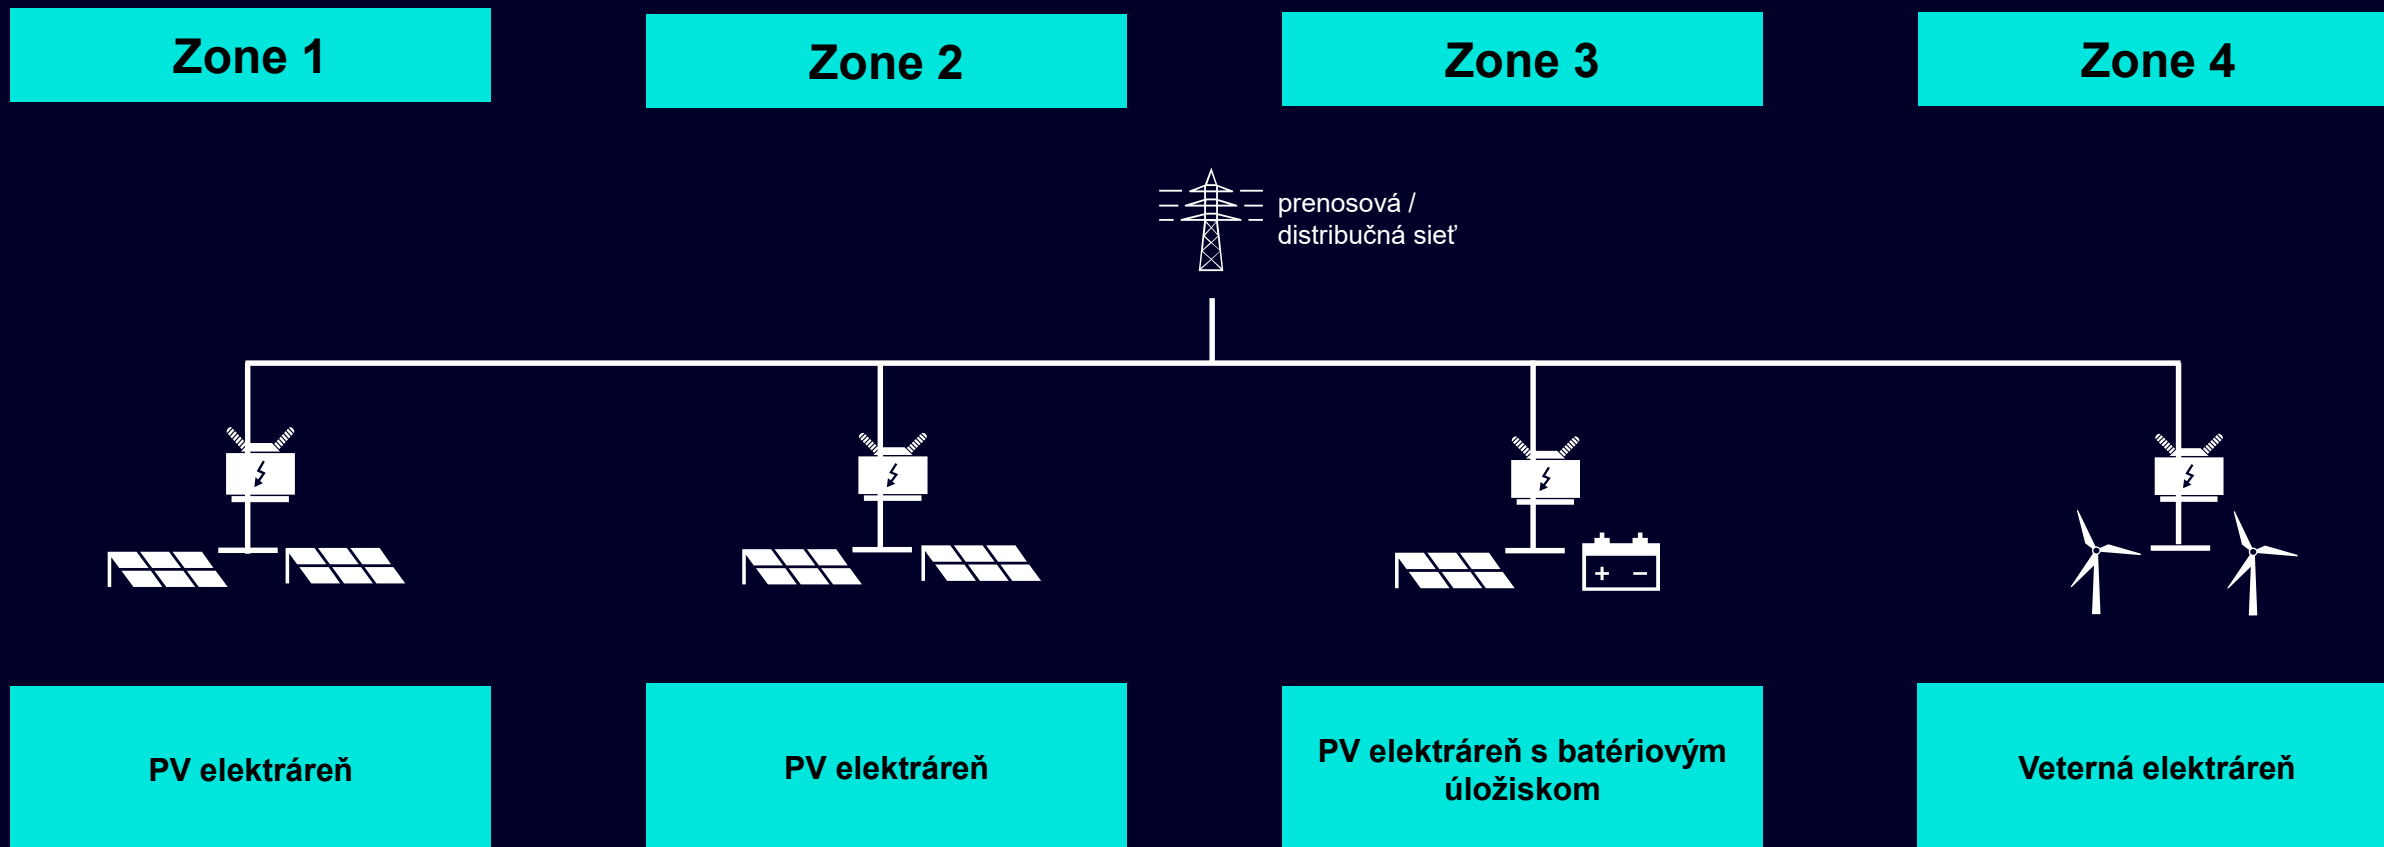 Zone 1
Zone 2
Zone 3
Zone 4
prenosová /
distribučná sieť
PV elektráreň
PV elektráreň
PV elektráreň s batériovým
úložiskom
Veterná elektráreň